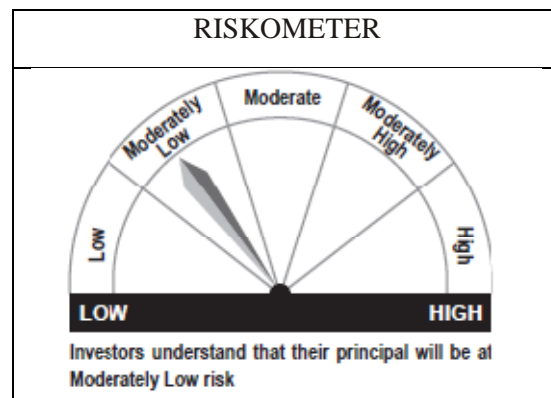 RISKOMETER
Low
Moderately
Low
Moderate
Moderately
High
High
LOW HIGH
Investors understand that their principal will be at
Moderately Low risk